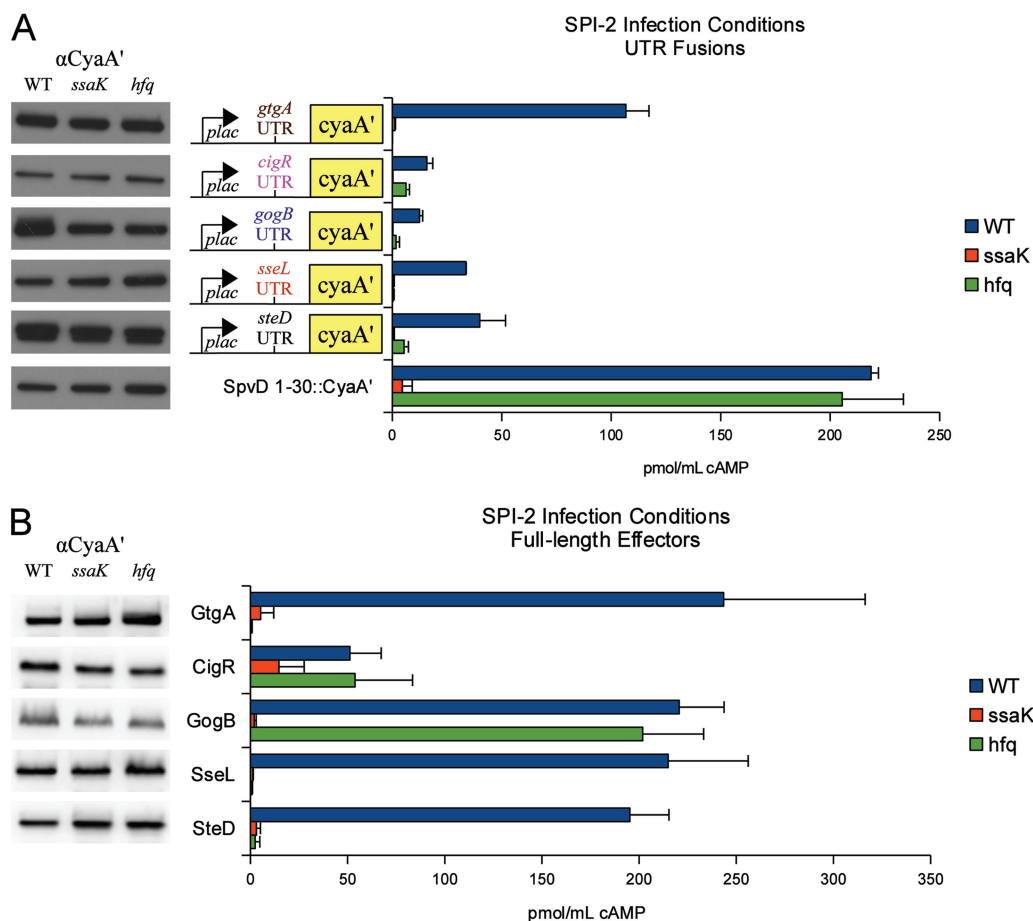 A
SPI-2 Infection Conditions
UTR Fusions
αCyaA'
WT ssaK hfq
plac gtgA UTR cyaA'
plac cigR UTR cyaA'
plac gogB UTR cyaA'
plac sseL UTR cyaA'
plac steD UTR cyaA'
SpvD 1-30::CyaA'
WT
ssaK
hfq
0 50 100 150 200 250
pmol/mL cAMP
B
SPI-2 Infection Conditions
Full-length Effectors
αCyaA'
WT ssaK hfq
GtgA
CigR
GogB
SseL
SteD
WT
ssaK
hfq
0 50 100 150 200 250 300 350
pmol/mL cAMP